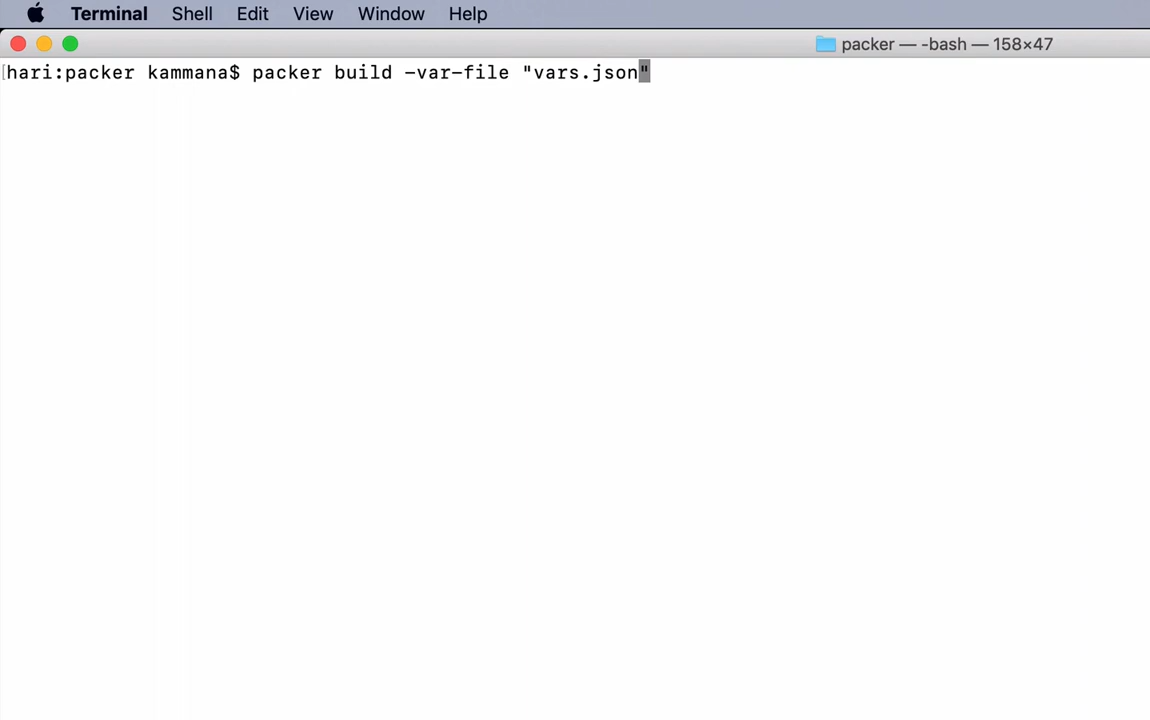 Terminal Shell Edit View Window Help
packer — -bash — 158×47
[hari:packer kammana$ packer build -var-file "vars.json"